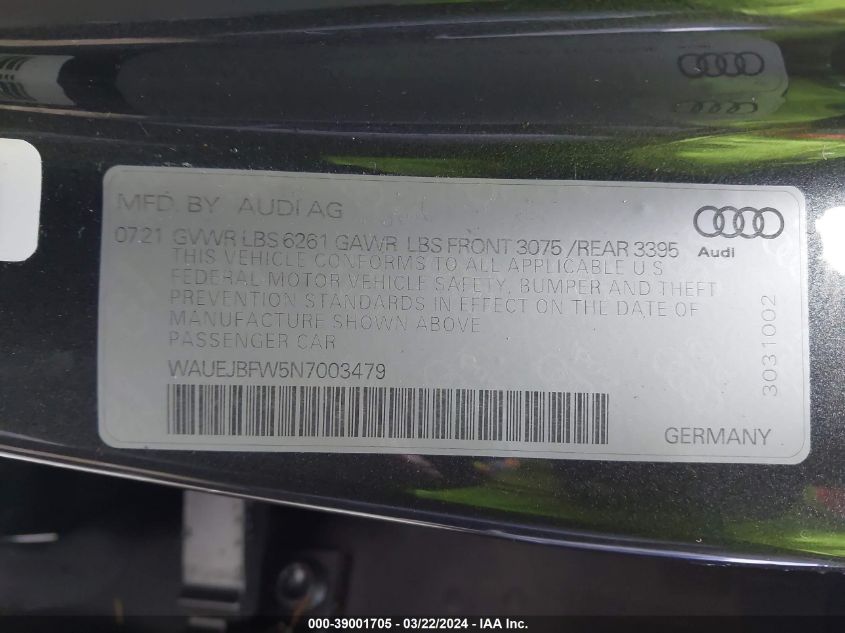 MFD. BY AUDI AG
07.21 GVWR LBS 6261 GAWR LBS FRONT 3075 /REAR 3395
Audi
THIS VEHICLE CONFORMS TO ALL APPLICABLE U.S.
FEDERAL MOTOR VEHICLE SAFETY, BUMPER AND THEFT
PREVENTION STANDARDS IN EFFECT ON THE DATE OF
MANUFACTURE SHOWN ABOVE.
PASSENGER CAR
WAUEJBFW5N7003479
3031002
GERMANY
000-39001705 - 03/22/2024 - IAA Inc.